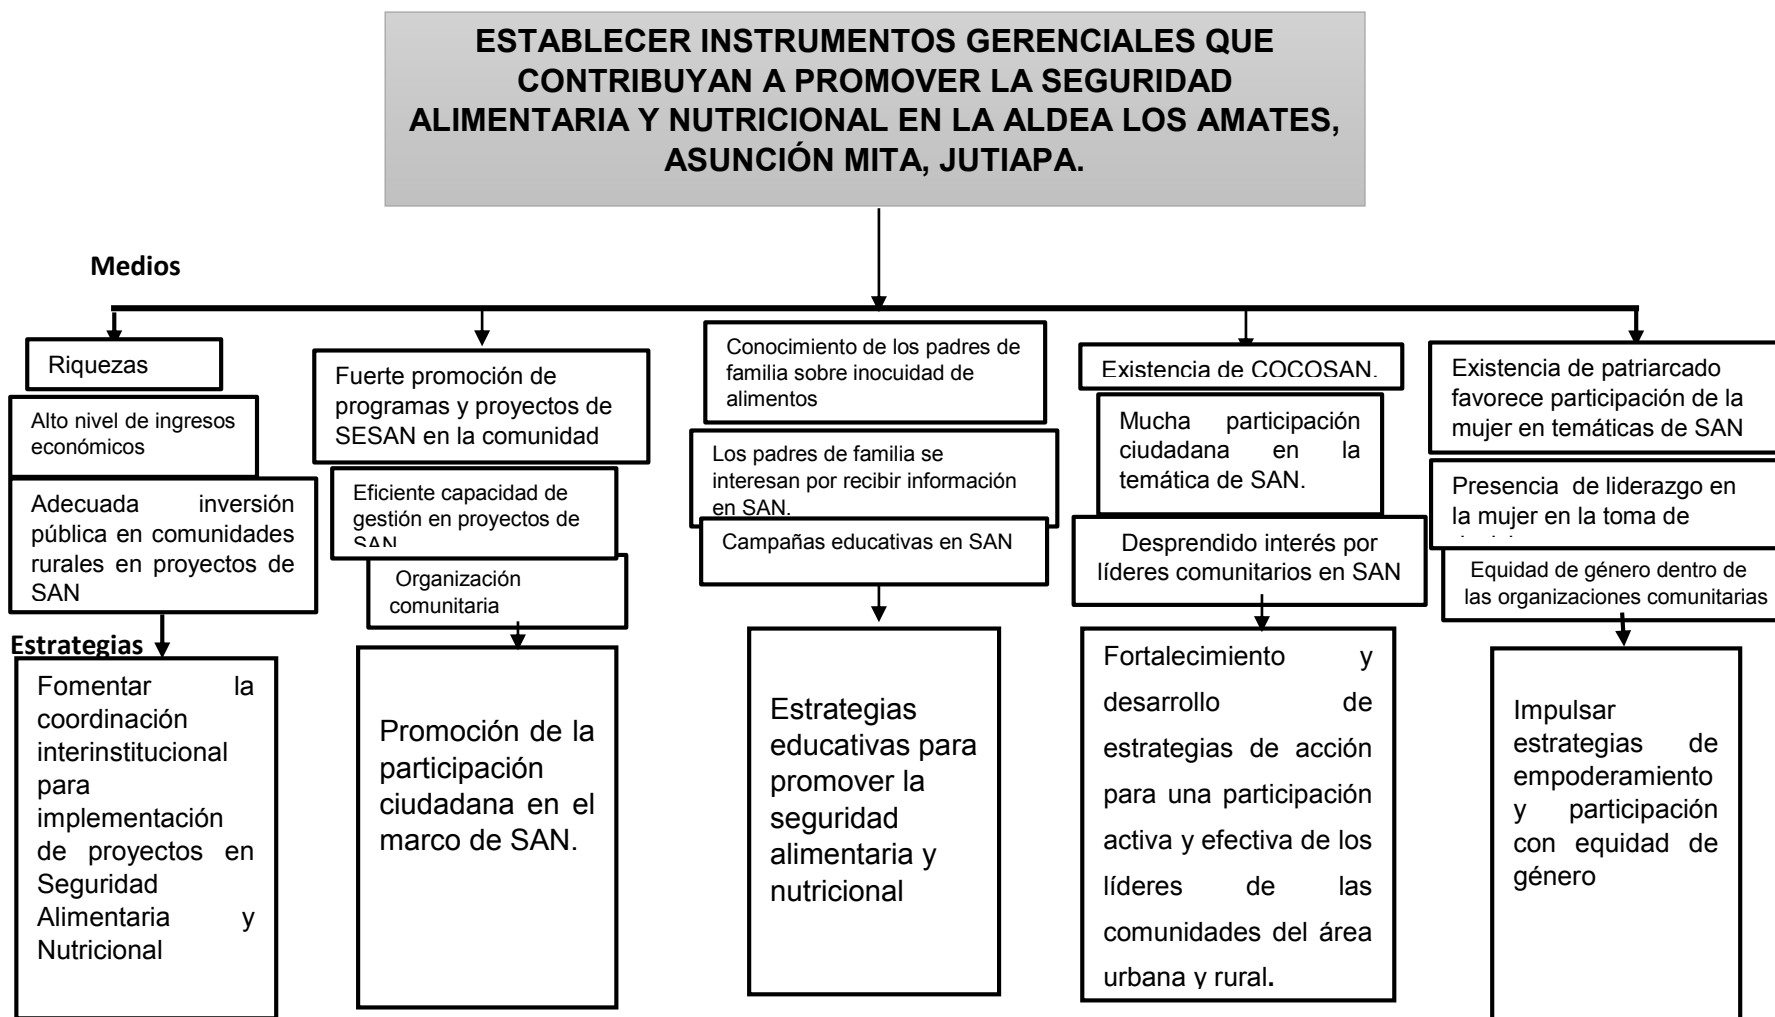 ESTABLECER INSTRUMENTOS GERENCIALES QUE
CONTRIBUYAN A PROMOVER LA SEGURIDAD
ALIMENTARIA Y NUTRICIONAL EN LA ALDEA LOS AMATES,
ASUNCIÓN MITA, JUTIAPA.
Medios
Riquezas
Alto nivel de ingresos
económicos
Adecuada inversión
pública en comunidades
rurales en proyectos de
SAN
Fuerte promoción de
programas y proyectos de
SESAN en la comunidad
Eficiente capacidad de
gestión en proyectos de
SAN
Organización
comunitaria
Conocimiento de los padres de
familia sobre inocuidad de
alimentos
Los padres de familia se
interesan por recibir información
en SAN.
Campañas educativas en SAN
Existencia de COCOSAN.
Mucha participación
ciudadana en la
temática de SAN.
Desprendido interés por
líderes comunitarios en SAN
Existencia de patriarcado
favorece participación de la
mujer en temáticas de SAN
Presencia de liderazgo en
la mujer en la toma de
Equidad de género dentro de
las organizaciones comunitarias
Estrategias
Fomentar la
coordinación
interinstitucional
para
implementación
de proyectos en
Seguridad
Alimentaria y
Nutricional
Promoción de la
participación
ciudadana en el
marco de SAN.
Estrategias
educativas para
promover la
seguridad
alimentaria y
nutricional
Fortalecimiento y
desarrollo de
estrategias de acción
para una participación
activa y efectiva de los
líderes de las
comunidades del área
urbana y rural.
Impulsar
estrategias de
empoderamiento
y participación
con equidad de
género